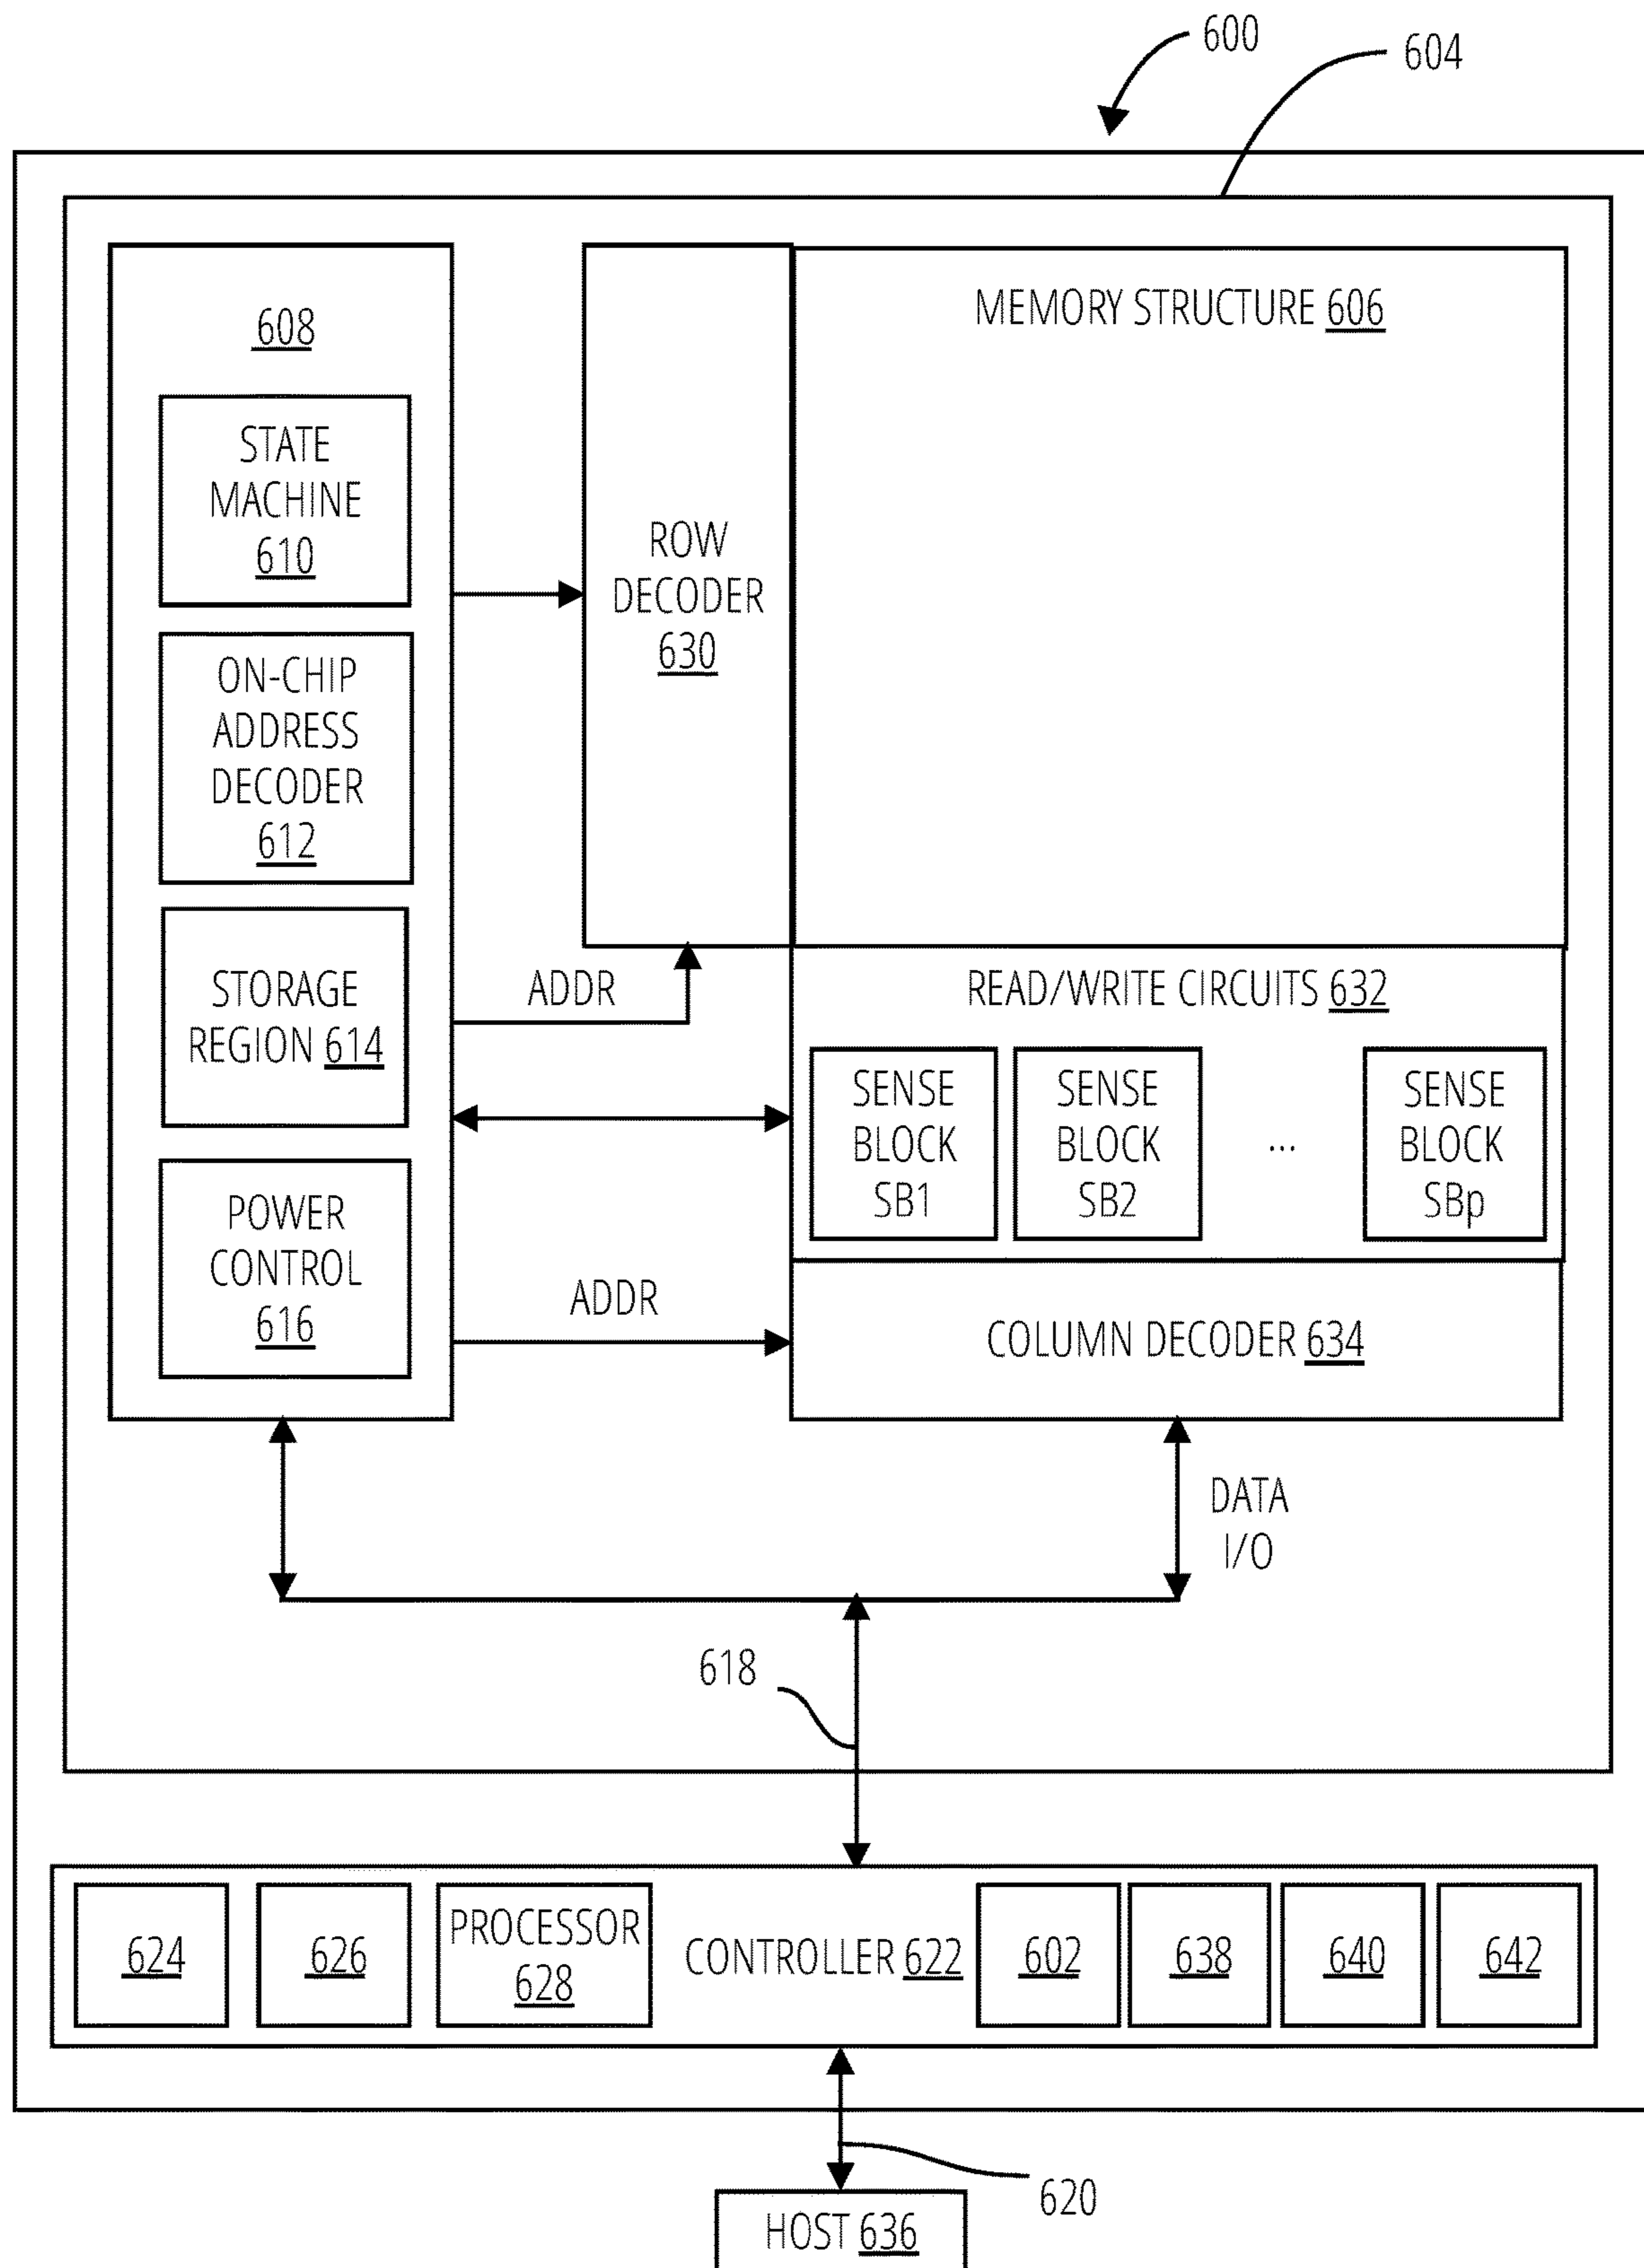 600
604
608
STATE
MACHINE
610
ON-CHIP
ADDRESS
DECODER
612
STORAGE
REGION 614
POWER
CONTROL
616
ROW
DECODER
630
MEMORY STRUCTURE 606
ADDR
READ/WRITE CIRCUITS 632
SENSE
BLOCK
SB1
SENSE
BLOCK
SB2
...
SENSE
BLOCK
SBp
ADDR
COLUMN DECODER 634
DATA
I/O
618
624
626
PROCESSOR
628
CONTROLLER 622
602
638
640
642
620
HOST 636